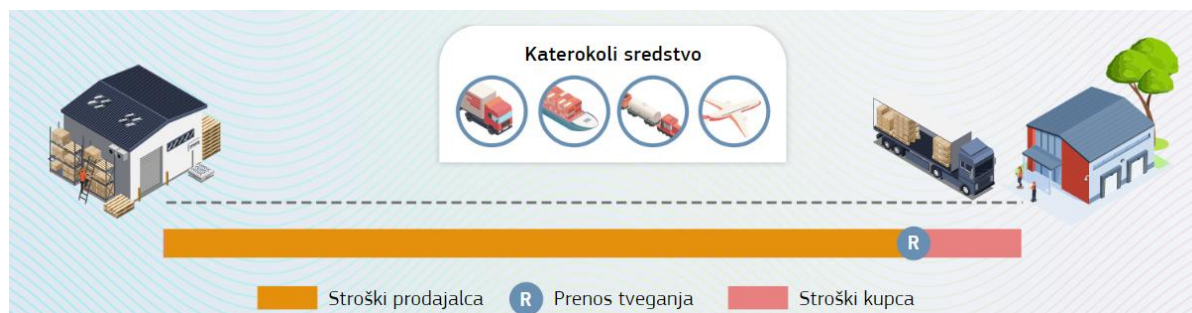 Katerokoli sredstvo
R
Stroški prodajalca
R
Prenos tveganja
Stroški kupca